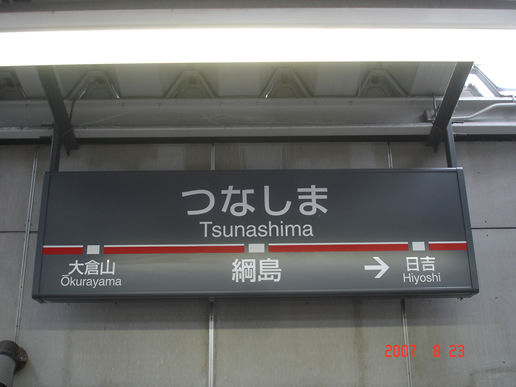 つなしま
Tsunashima
大倉山
Ōkurayama
綱島
→
日吉
Hiyoshi
2007 8 23